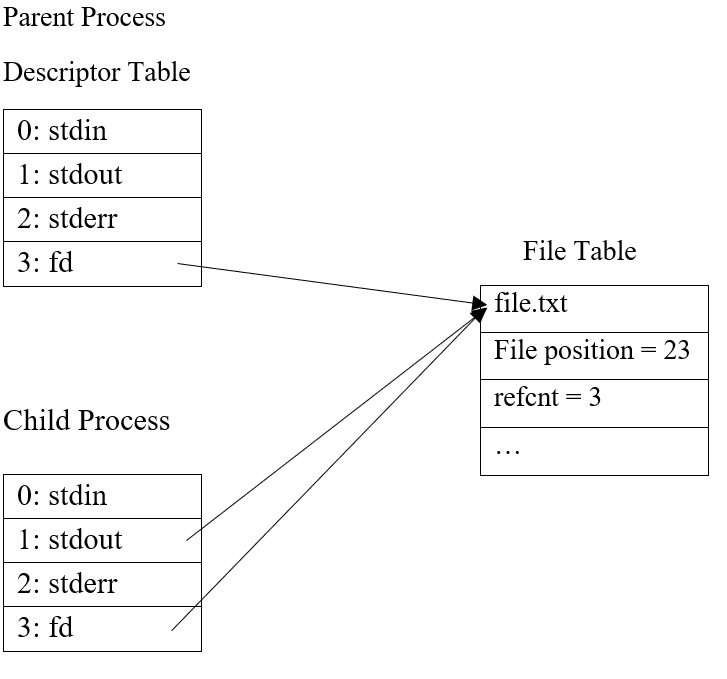 Parent Process
Descriptor Table
0: stdin
1: stdout
2: stderr
3: fd
File Table
file.txt
File position = 23
refcnt = 3
…
Child Process
0: stdin
1: stdout
2: stderr
3: fd